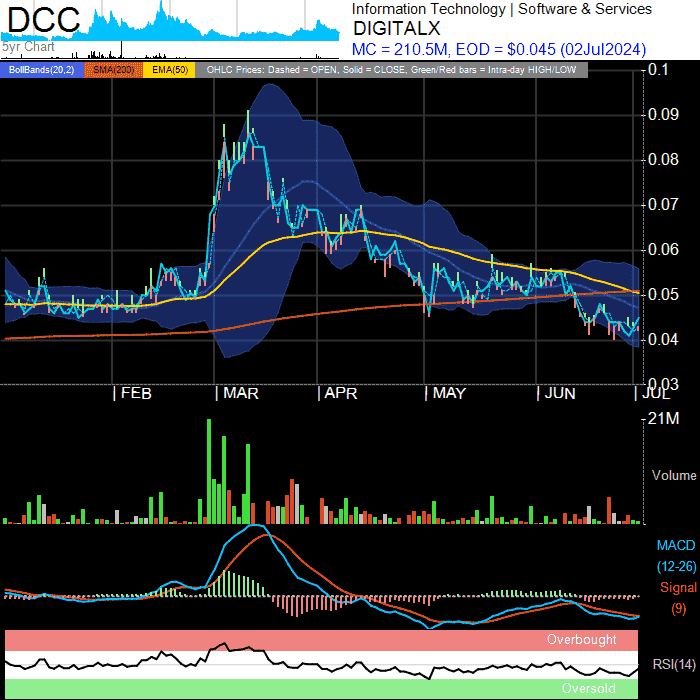 DCC
Information Technology | Software & Services
DIGITALX
5yr Chart
MC = 210.5M, EOD = $0.045 (02Jul2024)
BollBands(20,2) SMA(200) EMA(50) OHLC Prices: Dashed = OPEN, Solid = CLOSE, Green/Red bars = Intra-day HIGH/LOW
0.1
0.09
0.08
0.07
0.06
0.05
0.04
0.03
FEB MAR APR MAY JUN JUL
21M
Volume
MACD
(12-26)
Signal
(9)
Overbought
RSI(14)
Oversold